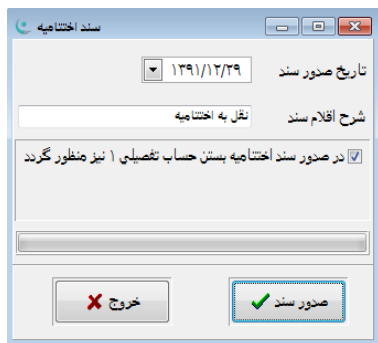 سند اختتامیه
تاریخ صدور سند ۱۳۹۱/۱۲/۲۹
شرح اقلام سند نقل به اختتامیه
در صدور سند اختتامیه بستن حساب تفصیلی ۱ نیز منظور گردد
صدور سند خروج